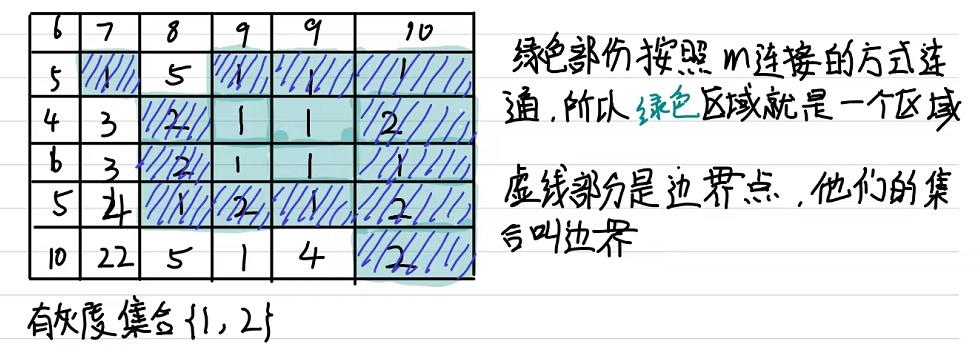 6 7 8 9 9 10
5 1 5 1 1 1
4 3 2 1 1 2
6 3 2 1 1 1
5 4 1 2 1 2
10 22 5 1 4 2
有灰度集合{1, 2}
绿色部份按照m连接的方式连
通,所以绿色区域就是一个区域
虚线部分是边界点,他们的集
合叫边界